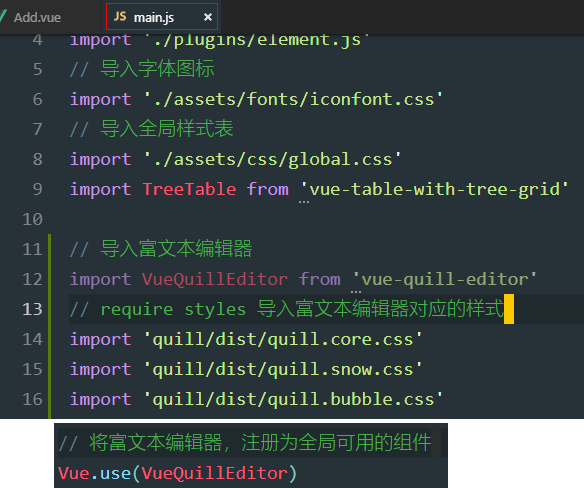 Add.vue JS main.js ×
4 import './plugins/element.js'
5 // 导入字体图标
6 import './assets/fonts/iconfont.css'
7 // 导入全局样式表
8 import './assets/css/global.css'
9 import TreeTable from 'vue-table-with-tree-grid'
10
11 // 导入富文本编辑器
12 import VueQuillEditor from 'vue-quill-editor'
13 // require styles 导入富文本编辑器对应的样式
14 import 'quill/dist/quill.core.css'
15 import 'quill/dist/quill.snow.css'
16 import 'quill/dist/quill.bubble.css'
// 将富文本编辑器，注册为全局可用的组件
Vue.use(VueQuillEditor)